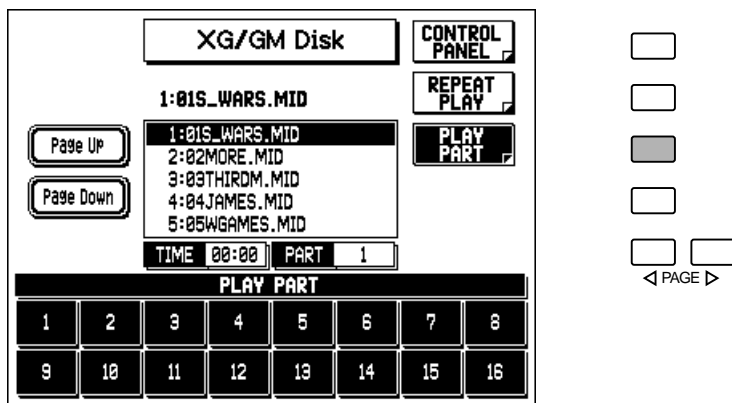 XG/GM Disk
CONTROL
PANEL
1:01S_WARS.MID
REPEAT
PLAY
Page Up
Page Down
1:01S_WARS.MID
2:02MORE.MID
3:03THIRDM.MID
4:04JAMES.MID
5:05WGAMES.MID
PLAY
PART
TIME 00:00 PART 1
PLAY PART
1 2 3 4 5 6 7 8
9 10 11 12 13 14 15 16
◁ PAGE ▷